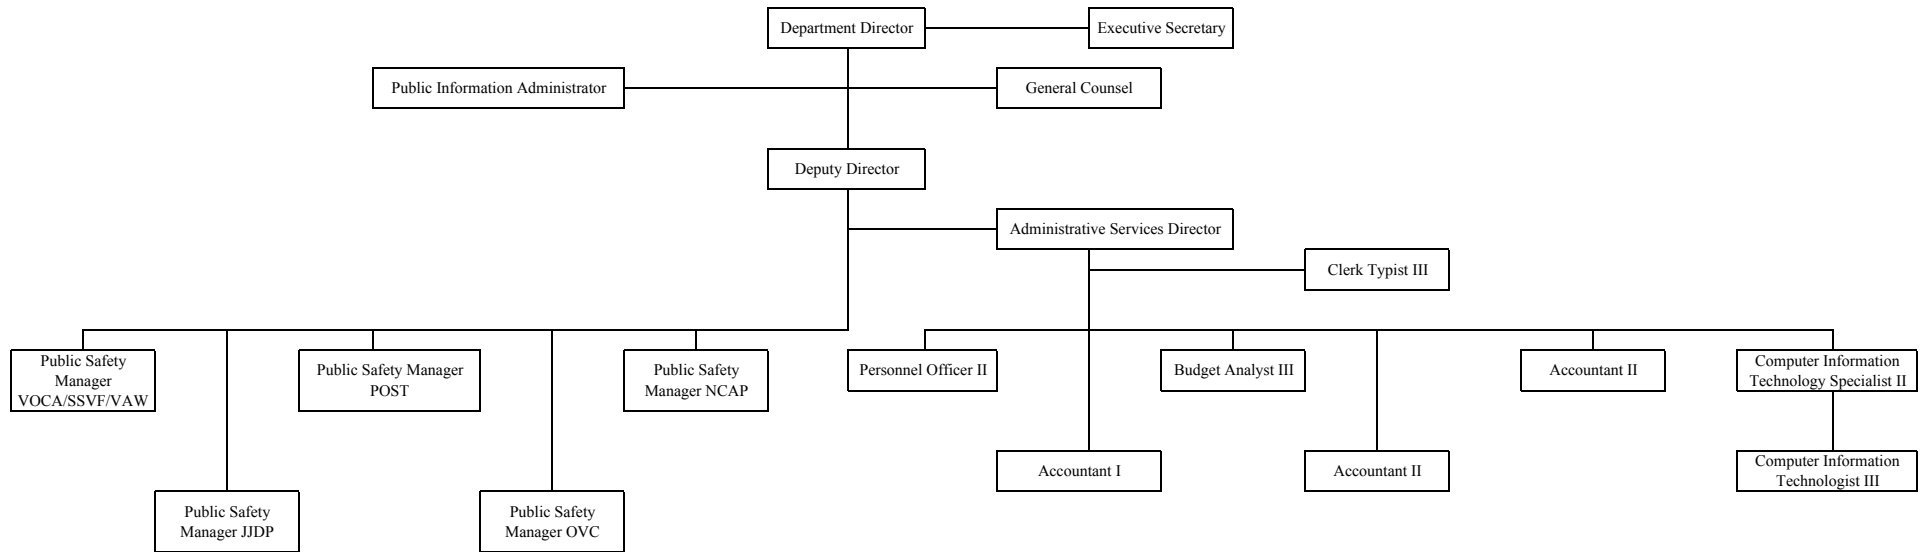 Department Director
Executive Secretary
Public Information Administrator
General Counsel
Deputy Director
Administrative Services Director
Clerk Typist III
Public Safety
Manager
VOCA/SSVF/VAW
Public Safety Manager
POST
Public Safety
Manager NCAP
Personnel Officer II
Budget Analyst III
Accountant II
Computer Information
Technology Specialist II
Accountant I
Accountant II
Computer Information
Technologist III
Public Safety
Manager JJDP
Public Safety
Manager OVC